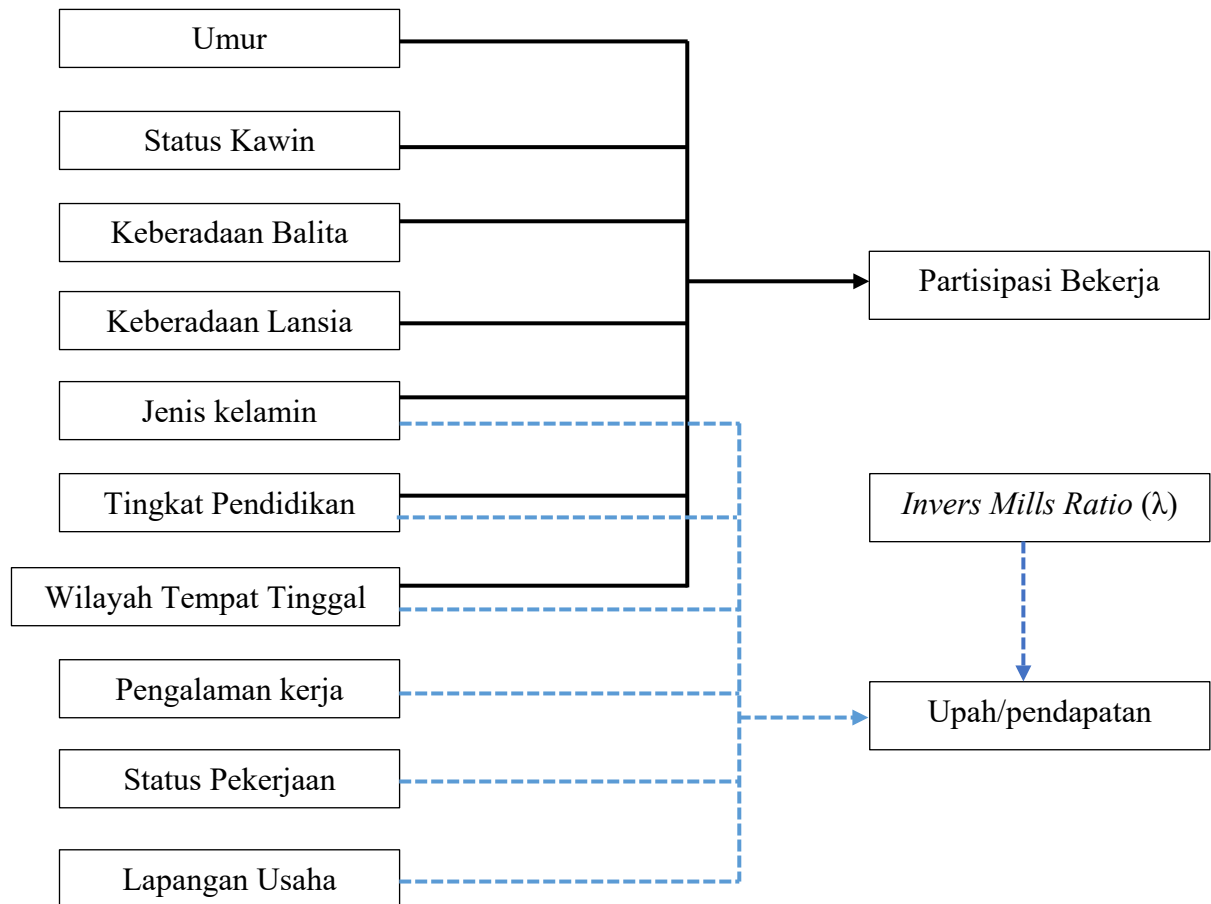 Umur
Status Kawin
Keberadaan Balita
Keberadaan Lansia
Jenis kelamin
Tingkat Pendidikan
Wilayah Tempat Tinggal
Pengalaman kerja
Status Pekerjaan
Lapangan Usaha
Partisipasi Bekerja
Invers Mills Ratio (λ)
Upah/pendapatan